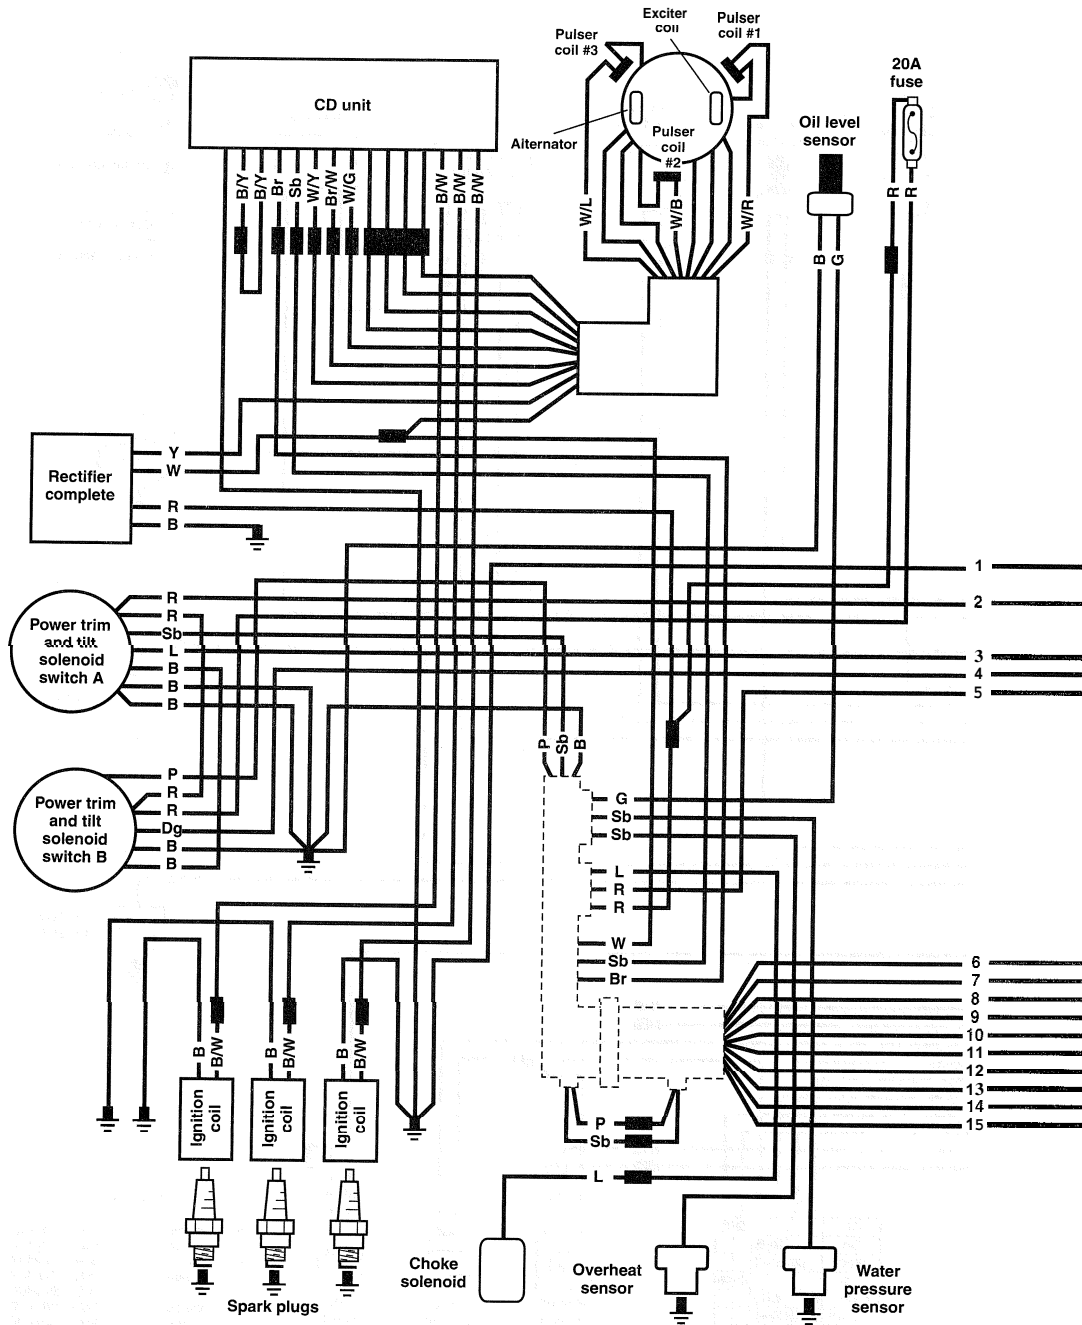 Exciter
coil
Pulser
coil #1
Pulser
coil #3
20A
fuse
CD unit
Oil level
sensor
Alternator
Pulser
coil
#2
B/Y
B/Y
Br
Sb
W/Y
Br/W
W/G
B/W
B/W
B/W
W/L
W/B
W/R
R
R
B
G
Rectifier
complete
Y
W
R
B
1
2
3
4
5
Power trim
and tilt
solenoid
switch A
R
R
Sb
L
B
B
B
P
Sb
B
Power trim
and tilt
solenoid
switch B
P
R
R
Dg
B
B
G
Sb
Sb
L
R
R
W
Sb
Br
6
7
8
9
10
11
12
13
14
15
B
B/W
B
B/W
B
B/W
Ignition
coil
Ignition
coil
Ignition
coil
P
Sb
L
Choke
solenoid
Overheat
sensor
Water
pressure
sensor
Spark plugs